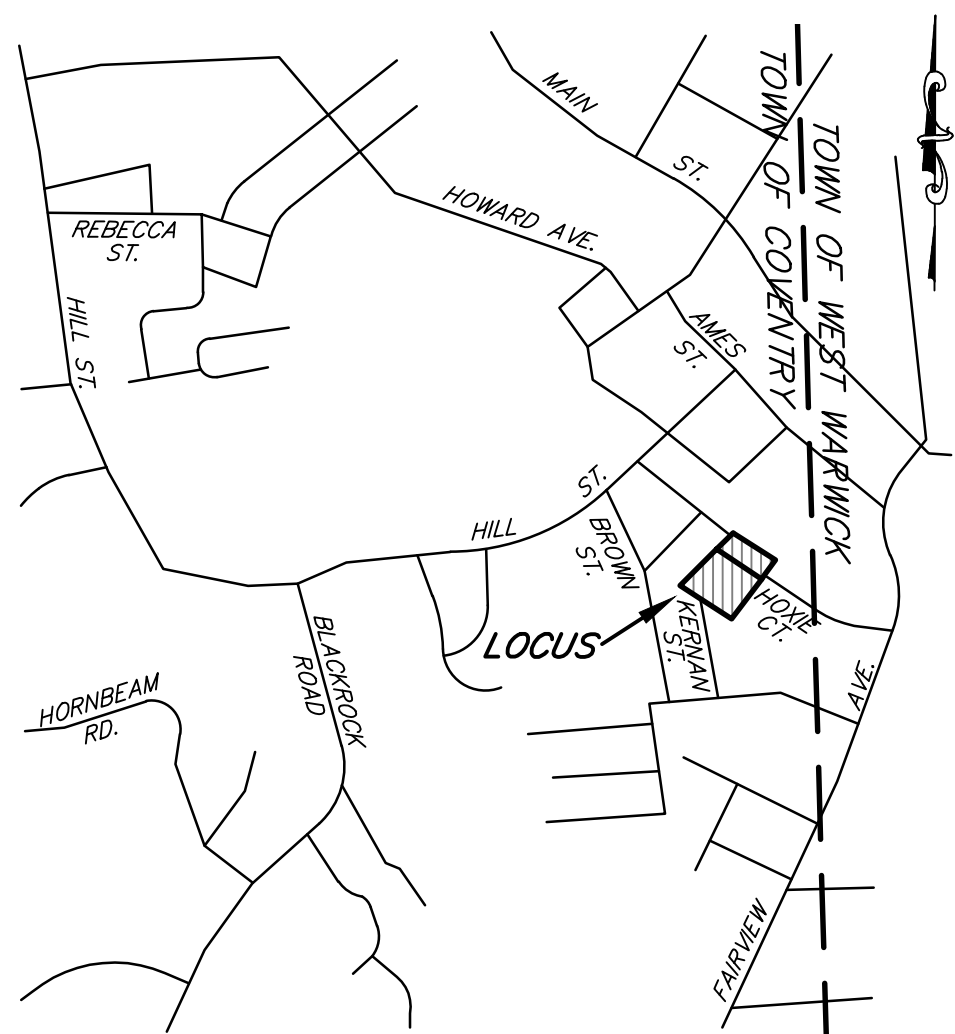 MAIN
ST.
TOWN OF WEST WARWICK
TOWN OF COVENTRY
HOWARD AVE.
REBECCA
ST.
HILL ST.
AMES
ST.
HILL
ST.
BROWN
ST.
HOXIE
CT.
KERNAN
ST.
LOCUS
BLACKROCK
ROAD
HORNBEAM
RD.
FAIRVIEW
AVE.